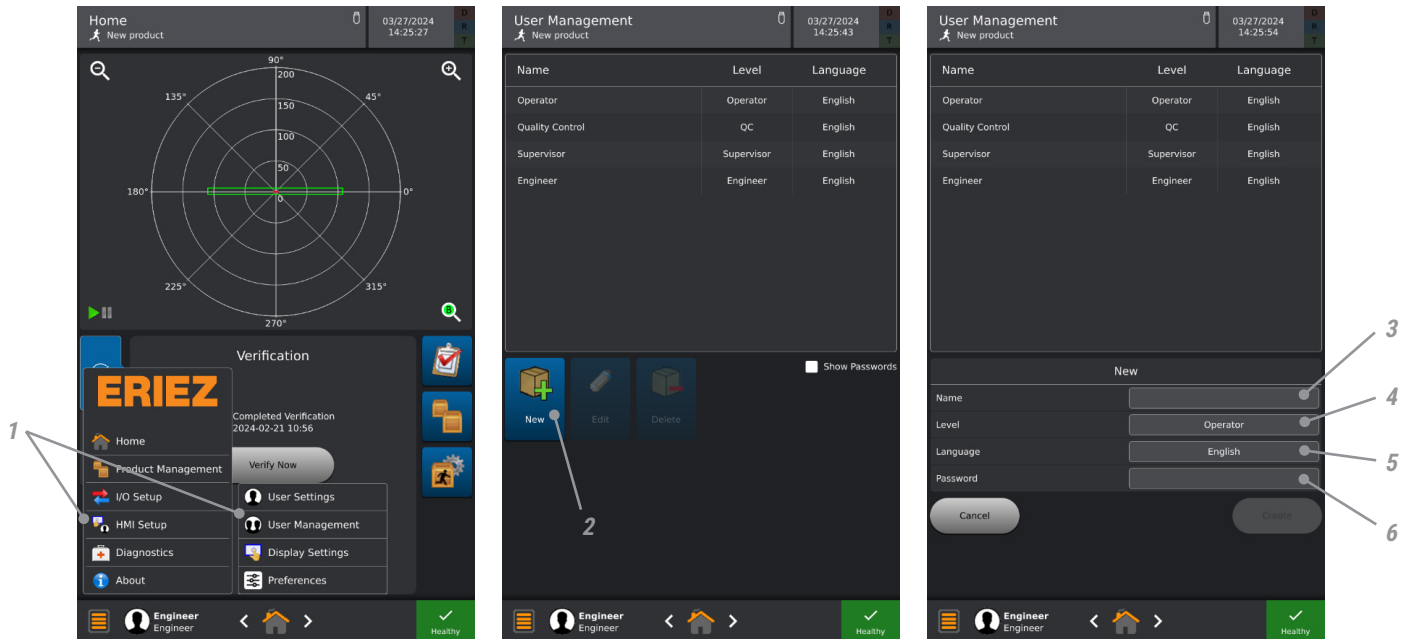 Home
New product
03/27/2024
14:25:27
D
R
T
90°
200
135°
45°
150
100
50
180°
0°
0
225°
315°
270°
Verification
ERIEZ
Completed Verification
2024-02-21 10:56
Verify Now
Home
Product Management
I/O Setup
HMI Setup
Diagnostics
About
User Settings
User Management
Display Settings
Preferences
Engineer
Engineer
Healthy
1
User Management
New product
03/27/2024
14:25:43
D
R
T
Name Level Language
Operator Operator English
Quality Control QC English
Supervisor Supervisor English
Engineer Engineer English
Show Passwords
New Edit Delete
2
Engineer
Engineer
Healthy
User Management
New product
03/27/2024
14:25:54
D
R
T
Name Level Language
Operator Operator English
Quality Control QC English
Supervisor Supervisor English
Engineer Engineer English
New
Name
Level Operator
Language English
Password
Cancel Create
3
4
5
6
Engineer
Engineer
Healthy